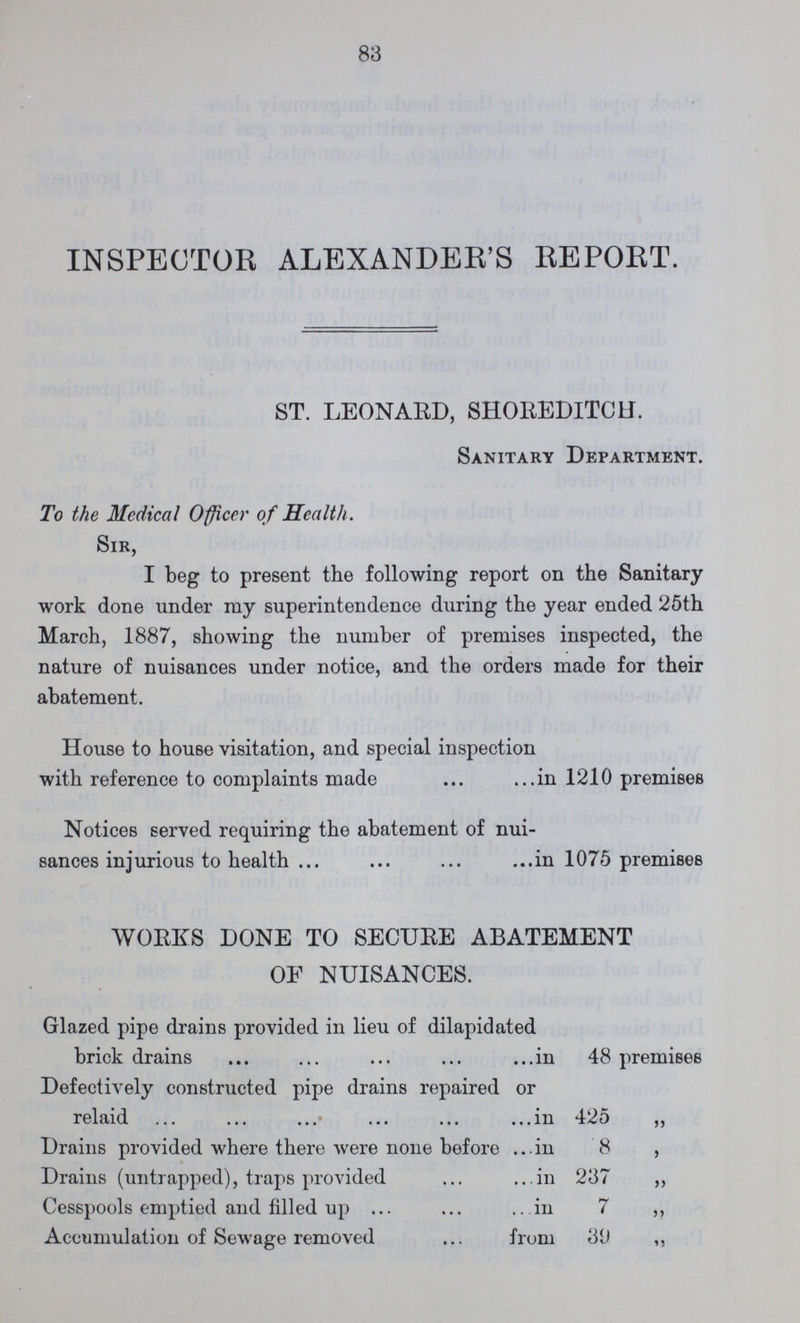 83
INSPECTOR ALEXANDER'S REPORT.
ST. LEONARD, SHOREDITCH.
SANITARY DEPARTMENT.
To the Medical Officer of Health.
SIR,
I beg to present the following report on the Sanitary
work done under my superintendence during the year ended 25th
March, 1887, showing the number of premises inspected, the
nature of nuisances under notice, and the orders made for their
abatement.
House to house visitation, and special inspection
with reference to complaints made ... ...in 1210 premises
Notices served requiring the abatement of nui-
sances injurious to health ... ... ... ...in 1075 premises
WORKS DONE TO SECURE ABATEMENT
OF NUISANCES.
Glazed pipe drains provided in lieu of dilapidated
brick drains ... ... ... ... ...in 48 premises
Defectively constructed pipe drains repaired or
relaid ... ... ... ... ... ...in 425 „
Drains provided where there were none before ...in 8 ,
Drains (untrapped), traps provided ... ...in 237 „
Cesspools emptied and filled up ... ... ...in 7 „
Accumulation of Sewage removed ... from 39 „